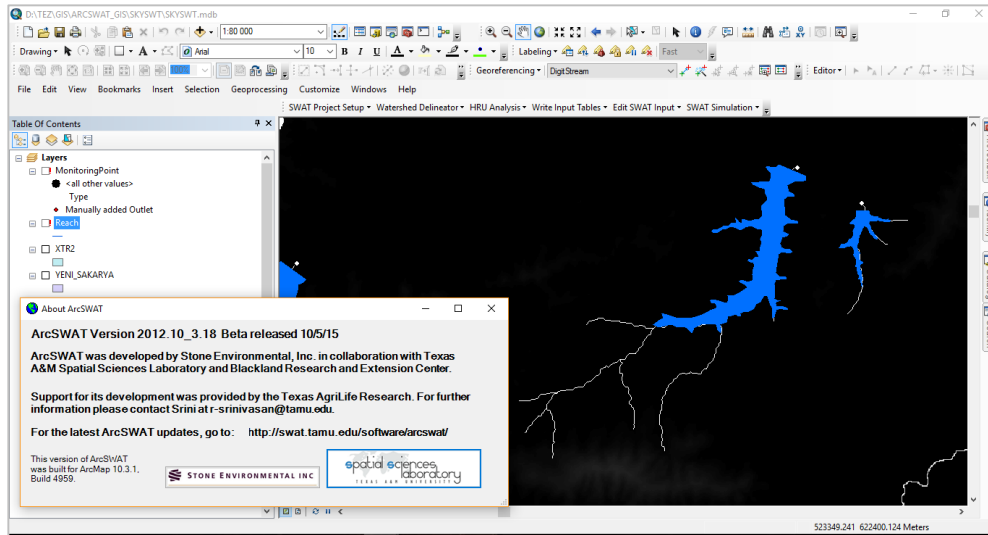 D:\TEZ\GIS\ARCSWAT_GIS\SKYSWT\SKYSWT.mdb
1:80 000
Drawing Arial 10 B I U A Labeling Fast
Georeferencing DigitStream Editor
File Edit View Bookmarks Insert Selection Geoprocessing Customize Windows Help
SWAT Project Setup Watershed Delineator HRU Analysis Write Input Tables Edit SWAT Input SWAT Simulation
Table Of Contents
Layers
MonitoringPoint
<all other values>
Type
Manually added Outlet
Reach
XTR2
YENI_SAKARYA
About ArcSWAT
ArcSWAT Version 2012.10_3.18 Beta released 10/5/15
ArcSWAT was developed by Stone Environmental, Inc. in collaboration with Texas
A&M Spatial Sciences Laboratory and Blackland Research and Extension Center.
Support for its development was provided by the Texas AgriLife Research. For further
information please contact Srini at r-srinivasan@tamu.edu.
For the latest ArcSWAT updates, go to: http://swat.tamu.edu/software/arcswat/
This version of ArcSWAT
was built for ArcMap 10.3.1,
Build 4959.
STONE ENVIRONMENTAL INC
spatial sciences
laboratory
TEXAS A&M UNIVERSITY
523349.241 622400.124 Meters